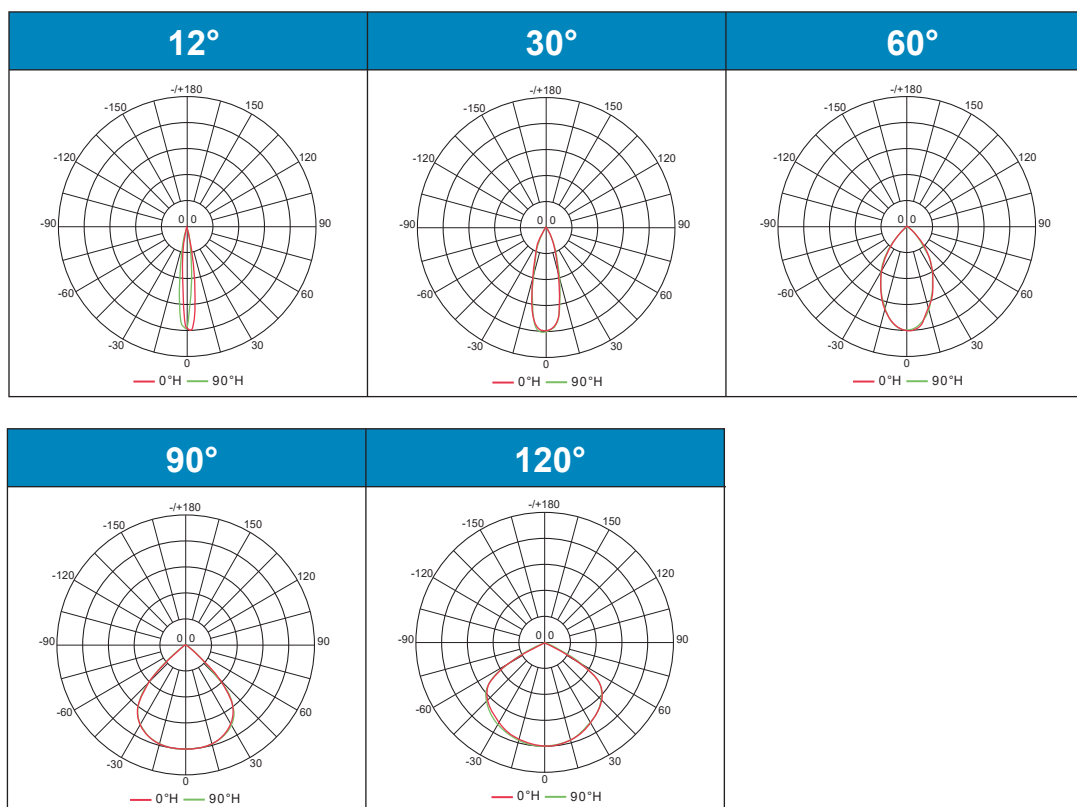 12° 30° 60°
-/+180 -/+180 -/+180
-150 150 -150 150 -150 150
-120 120 -120 120 -120 120
0 0 0 0 0 0
-90 90 -90 90 -90 90
-60 60 -60 60 -60 60
-30 30 -30 30 -30 30
0 0 0
0°H 90°H 0°H 90°H 0°H 90°H
90° 120°
-/+180 -/+180
-150 150 -150 150
-120 120 -120 120
0 0 0 0
-90 90 -90 90
-60 60 -60 60
-30 30 -30 30
0 0
0°H 90°H 0°H 90°H